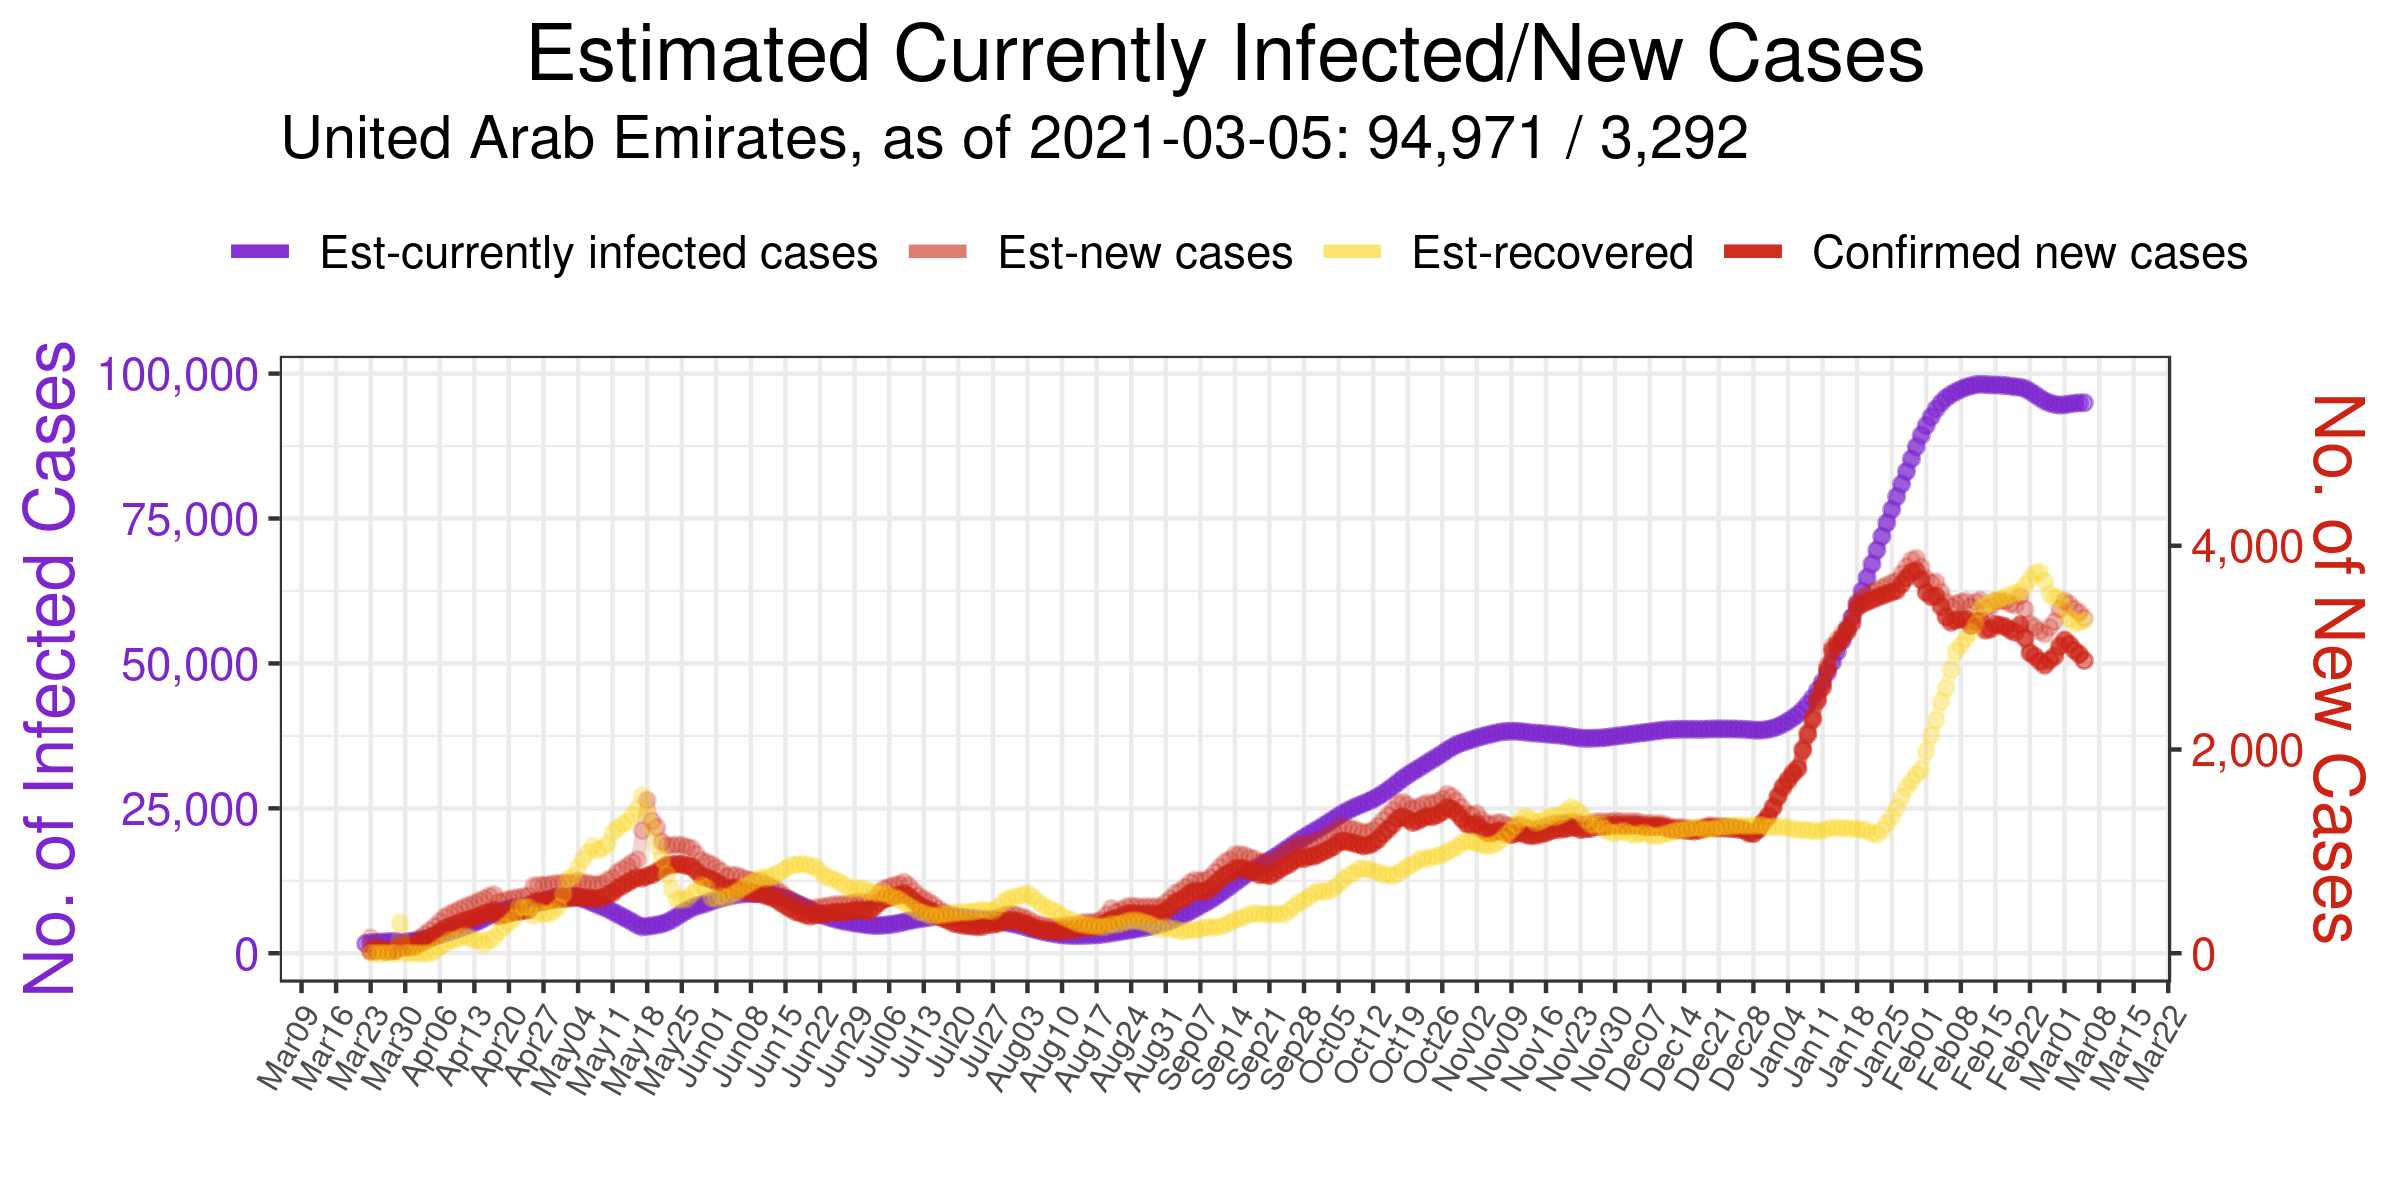 Estimated Currently Infected/New Cases
United Arab Emirates, as of 2021-03-05: 94,971 / 3,292
Est-currently infected cases Est-new cases Est-recovered Confirmed new cases
No. of Infected Cases
100,000
75,000
50,000
25,000
0
4,000
2,000
0
No. of New Cases
Mar09 Mar16 Mar23 Mar30 Apr06 Apr13 Apr20 Apr27 May04 May11 May18 May25 Jun01 Jun08 Jun15 Jun22 Jun29 Jul06 Jul13 Jul20 Jul27 Aug03 Aug10 Aug17 Aug24 Aug31 Sep07 Sep14 Sep21 Sep28 Oct05 Oct12 Oct19 Oct26 Nov02 Nov09 Nov16 Nov23 Nov30 Dec07 Dec14 Dec21 Dec28 Jan04 Jan11 Jan18 Jan25 Feb01 Feb08 Feb15 Feb22 Mar01 Mar08 Mar15 Mar22